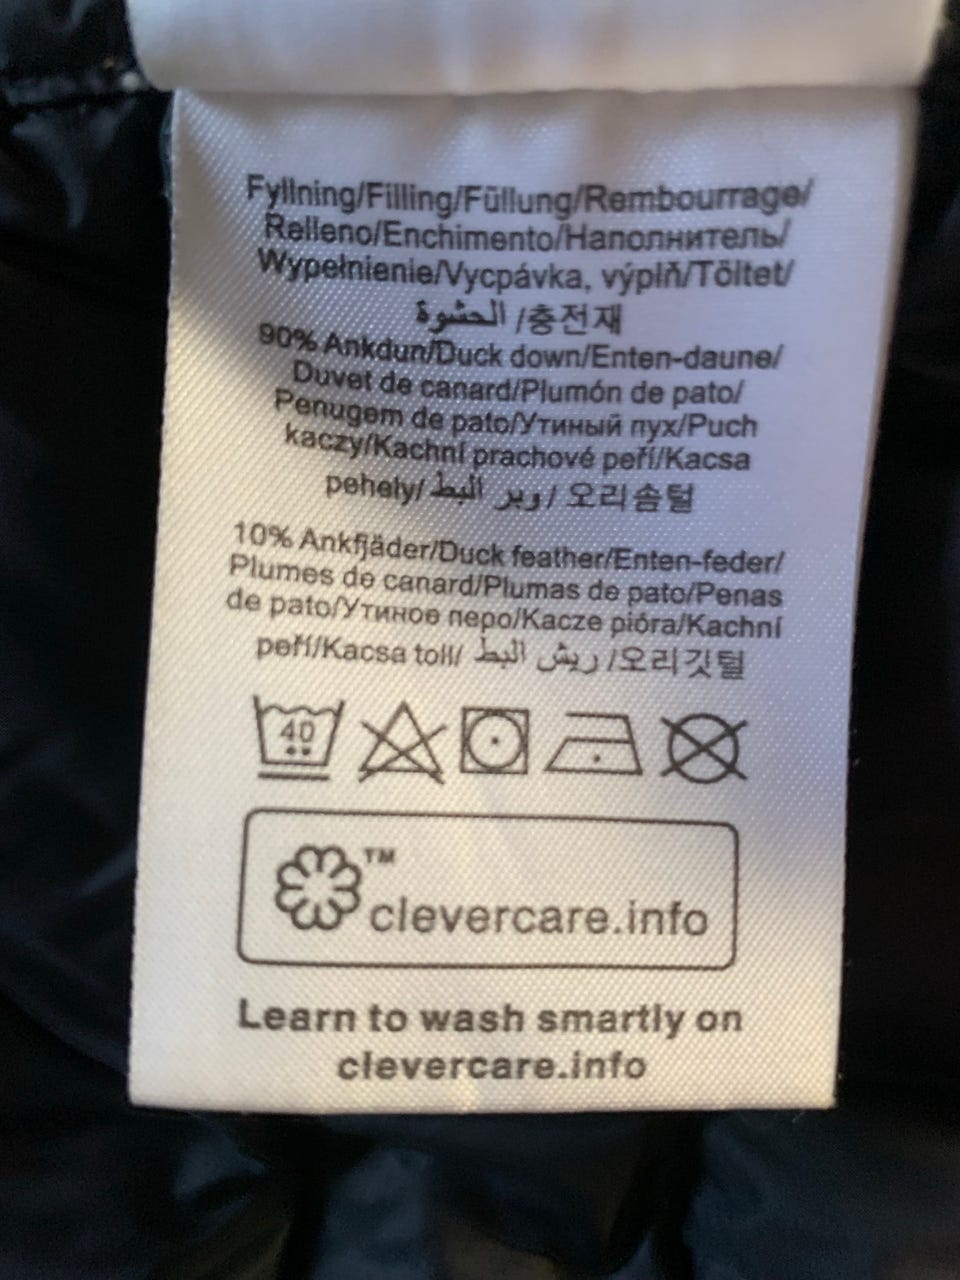 Fyllning/Filling/Füllung/Rembourrage/
Relleno/Enchimento/Наполнитель/
Wypełnienie/Vycpávka, výplň/Töltet/
الحشوة /충전재
90% Ankdun/Duck down/Enten-daune/
Duvet de canard/Plumón de pato/
Penugem de pato/Утиный пух/Puch
kaczy/Kachní prachové peří/Kacsa
pehely/ وبر البط / 오리솜털
10% Ankfjäder/Duck feather/Enten-feder/
Plumes de canard/Plumas de pato/Penas
de pato/Утиное перо/Kacze pióra/Kachní
peří/Kacsa toll/ ريش البط /오리깃털
40
TM
clevercare.info
Learn to wash smartly on
clevercare.info